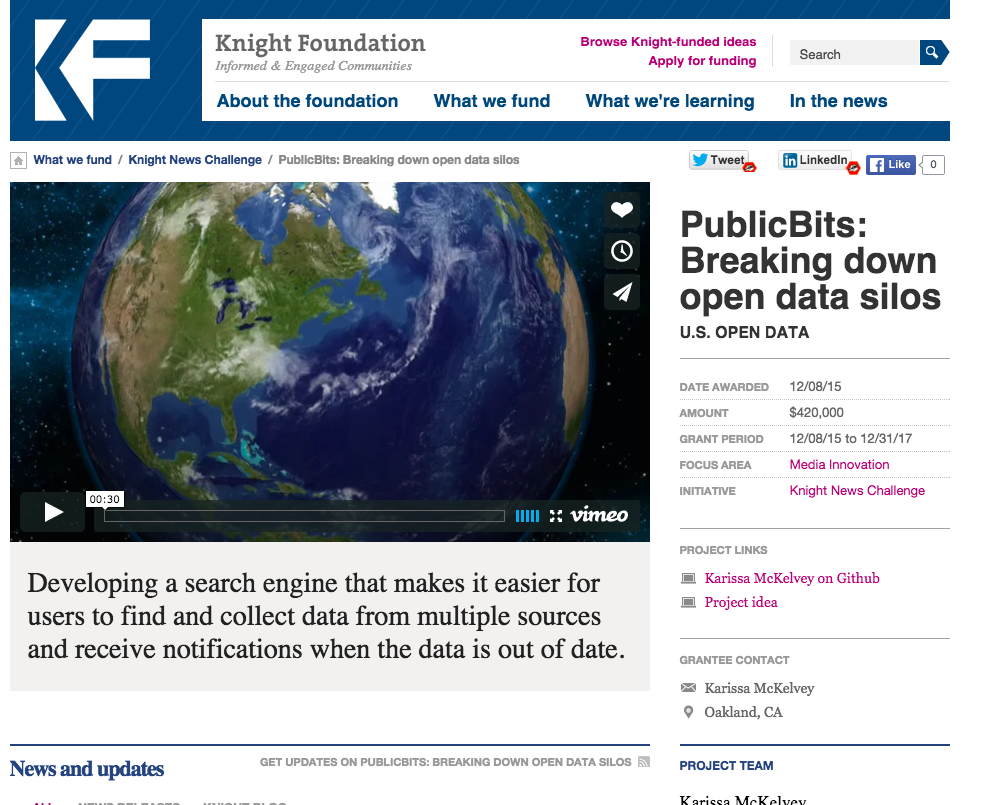 KF
Knight Foundation
Informed & Engaged Communities
Browse Knight-funded ideas
Apply for funding
Search
About the foundation What we fund What we're learning In the news
What we fund / Knight News Challenge / PublicBits: Breaking down open data silos
Tweet LinkedIn Like 0
00:30
vimeo
Developing a search engine that makes it easier for
users to find and collect data from multiple sources
and receive notifications when the data is out of date.
PublicBits:
Breaking down
open data silos
U.S. OPEN DATA
DATE AWARDED 12/08/15
AMOUNT $420,000
GRANT PERIOD 12/08/15 to 12/31/17
FOCUS AREA Media Innovation
INITIATIVE Knight News Challenge
PROJECT LINKS
Karissa McKelvey on Github
Project idea
GRANTEE CONTACT
Karissa McKelvey
Oakland, CA
News and updates
GET UPDATES ON PUBLICBITS: BREAKING DOWN OPEN DATA SILOS
ALL NEWS RELEASES KNIGHT BLOG
PROJECT TEAM
Karissa McKelvey